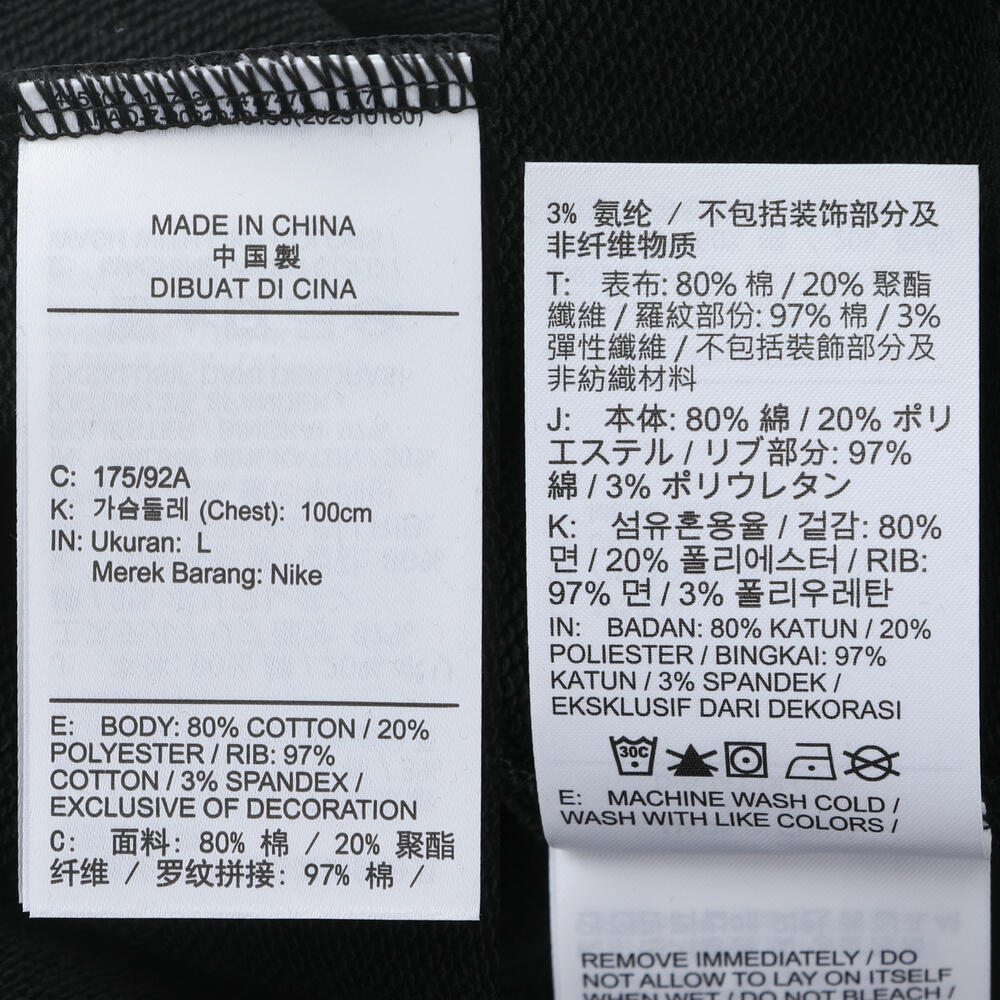 MADE IN CHINA
中国製
DIBUAT DI CINA
C: 175/92A
K: 가슴둘레 (Chest): 100cm
IN: Ukuran: L
Merek Barang: Nike
E: BODY: 80% COTTON / 20%
POLYESTER / RIB: 97%
COTTON / 3% SPANDEX /
EXCLUSIVE OF DECORATION
C: 面料: 80% 棉 / 20% 聚酯
纤维 / 罗纹拼接: 97% 棉 /
3% 氨纶 / 不包括装饰部分及
非纤维物质
T: 表布: 80% 棉 / 20% 聚酯
纖維 / 羅紋部份: 97% 棉 / 3%
彈性纖維 / 不包括裝飾部分及
非紡織材料
J: 本体: 80% 綿 / 20% ポリ
エステル / リブ部分: 97%
綿 / 3% ポリウレタン
K: 섬유혼용율 / 겉감: 80%
면 / 20% 폴리에스터 / RIB:
97% 면 / 3% 폴리우레탄
IN: BADAN: 80% KATUN / 20%
POLIESTER / BINGKAI: 97%
KATUN / 3% SPANDEK /
EKSKLUSIF DARI DEKORASI
30C
E: MACHINE WASH COLD /
WASH WITH LIKE COLORS /
REMOVE IMMEDIATELY / DO
NOT ALLOW TO LAY ON ITSELF
WHEN WET / DO NOT BLEACH /